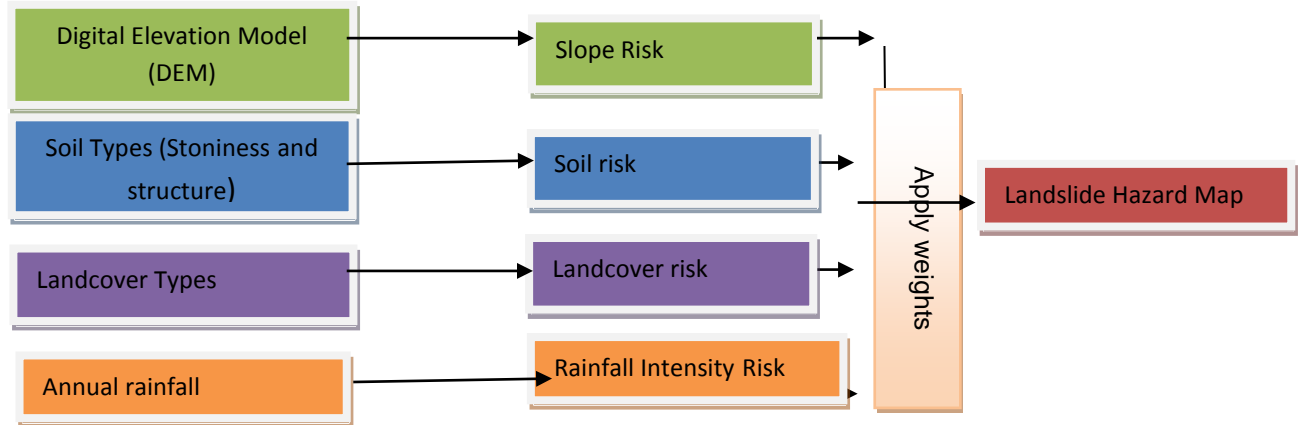 Digital Elevation Model
(DEM)
Slope Risk
Soil Types (Stoniness and
structure)
Soil risk
Landcover Types
Landcover risk
Annual rainfall
Rainfall Intensity Risk
Apply weights
Landslide Hazard Map